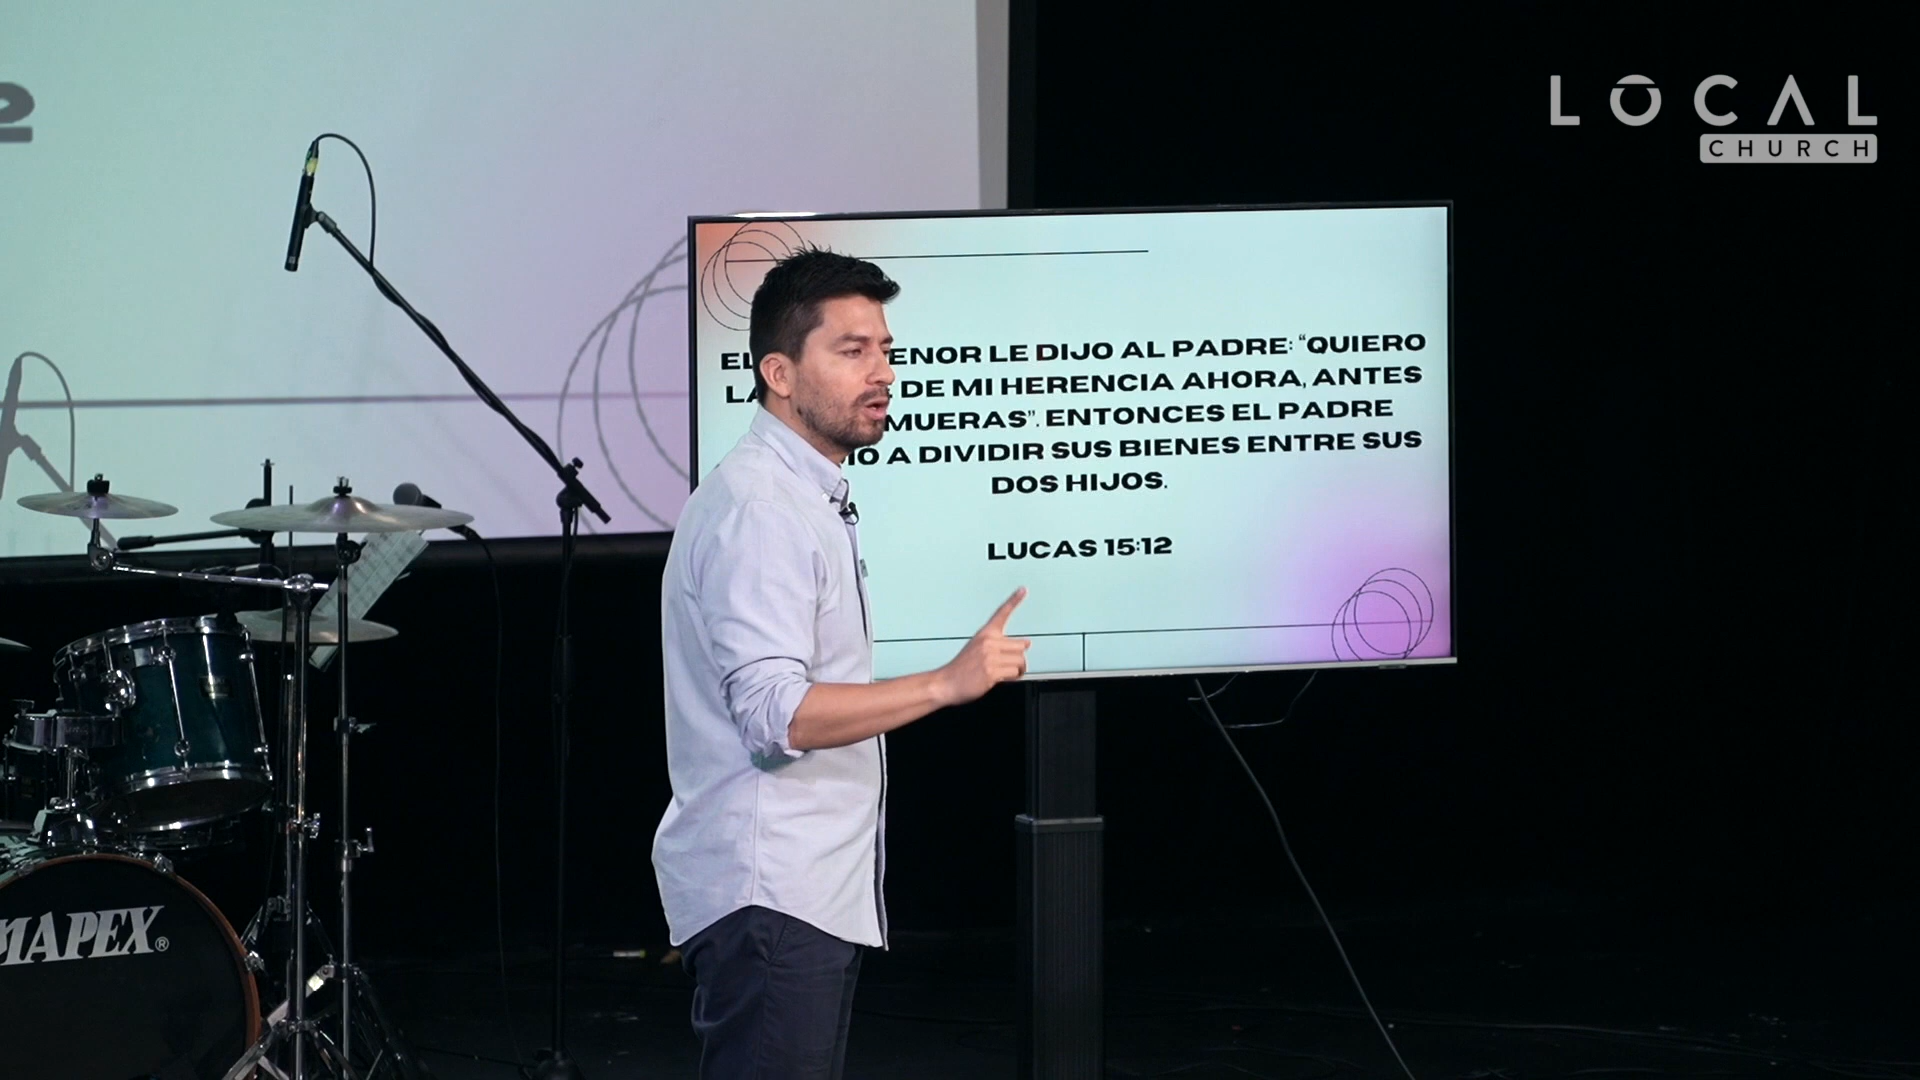 LOCAL
CHURCH
2
EL ENOR LE DIJO AL PADRE: “QUIERO
LA DE MI HERENCIA AHORA, ANTES
MUERAS”. ENTONCES EL PADRE
A DIVIDIR SUS BIENES ENTRE SUS
DOS HIJOS.
LUCAS 15:12
MAPEX®